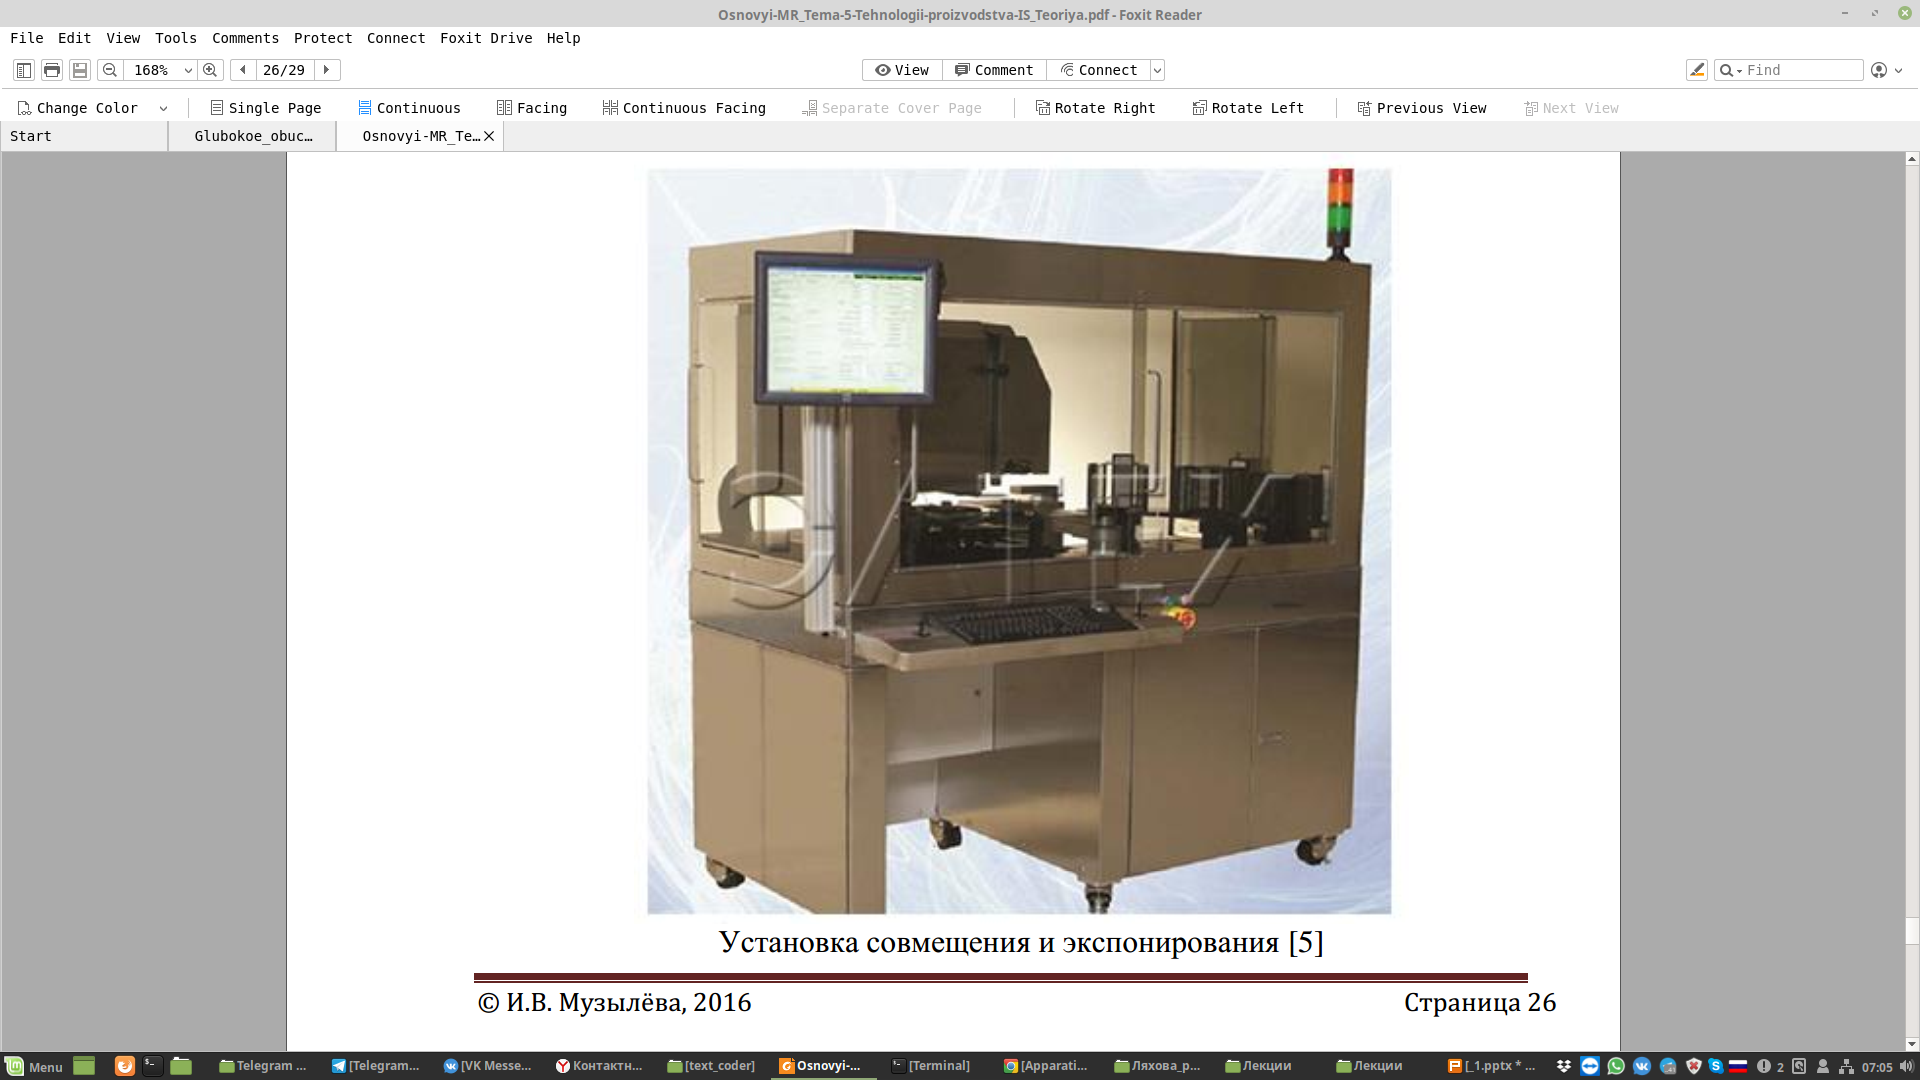 Osnovyi-MR_Tema-5-Tehnologii-proizvodstva-IS_Teoriya.pdf - Foxit Reader
File Edit View Tools Comments Protect Connect Foxit Drive Help
168% 26/29 View Comment Connect Find
Change Color Single Page Continuous Facing Continuous Facing Separate Cover Page Rotate Right Rotate Left Previous View Next View
Start Glubokoe_obuc... Osnovyi-MR_Te...
Установка совмещения и экспонирования [5]
© И.В. Музылёва, 2016 Страница 26
Menu Telegram ... [Telegram... [VK Messe... Контактн... [text_coder] Osnovyi-... [Terminal] [Apparati... Ляхова_р... Лекции Лекции [_1.pptx * ... 2 07:05